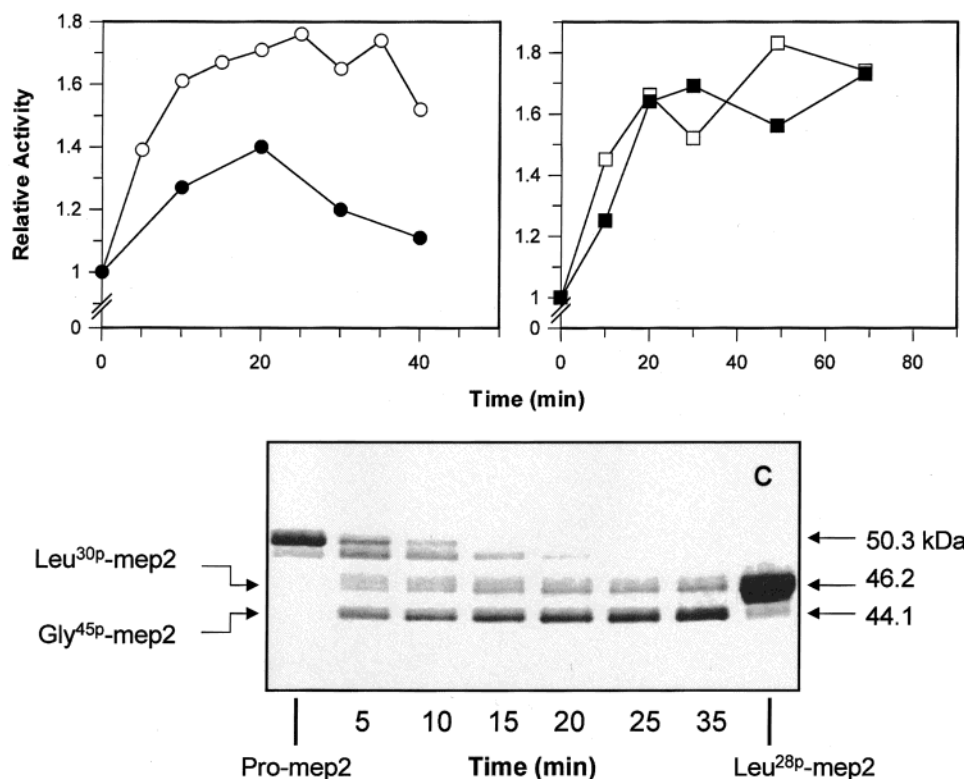 Relative Activity
1.8
1.6
1.4
1.2
1
0
0
20
40
1.8
1.6
1.4
1.2
1
0
0
20
40
60
80
Time (min)
C
Leu30p-mep2
Gly45p-mep2
50.3 kDa
46.2
44.1
5 10 15 20 25 35
Pro-mep2
Time (min)
Leu28p-mep2